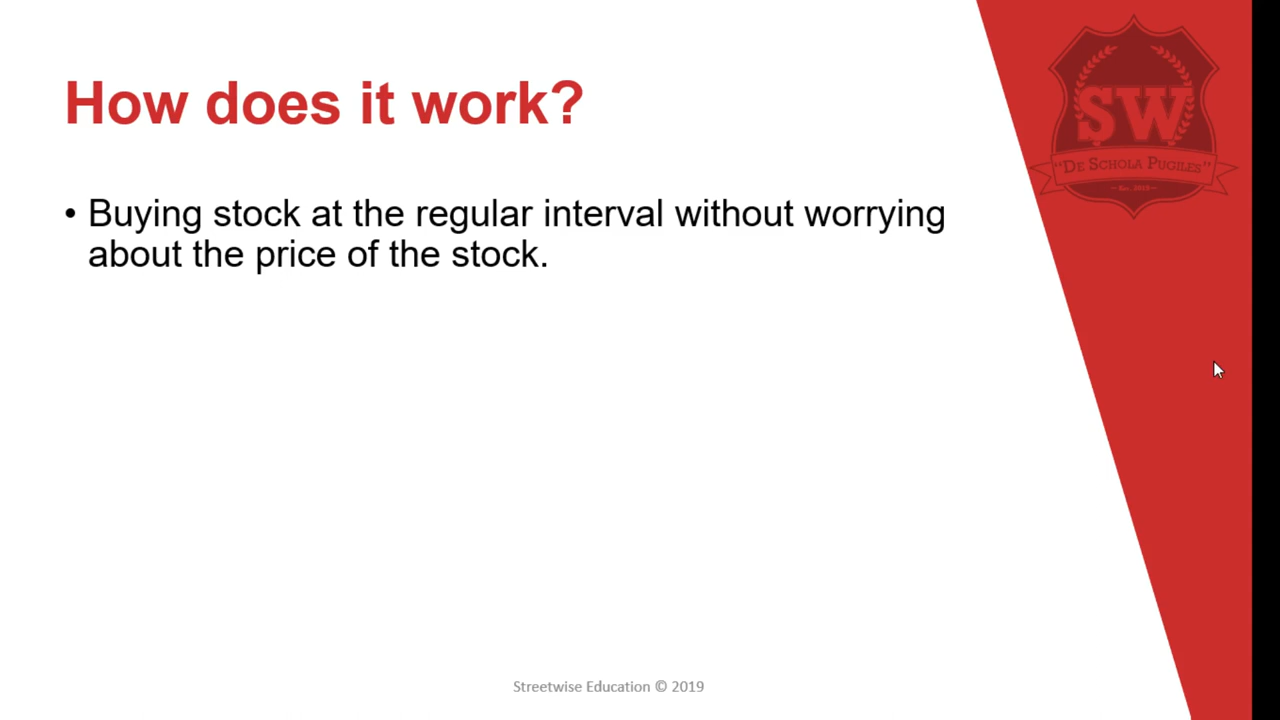 How does it work?
• Buying stock at the regular interval without worrying
about the price of the stock.
SW
"De Schola Pugiles"
Streetwise Education © 2019